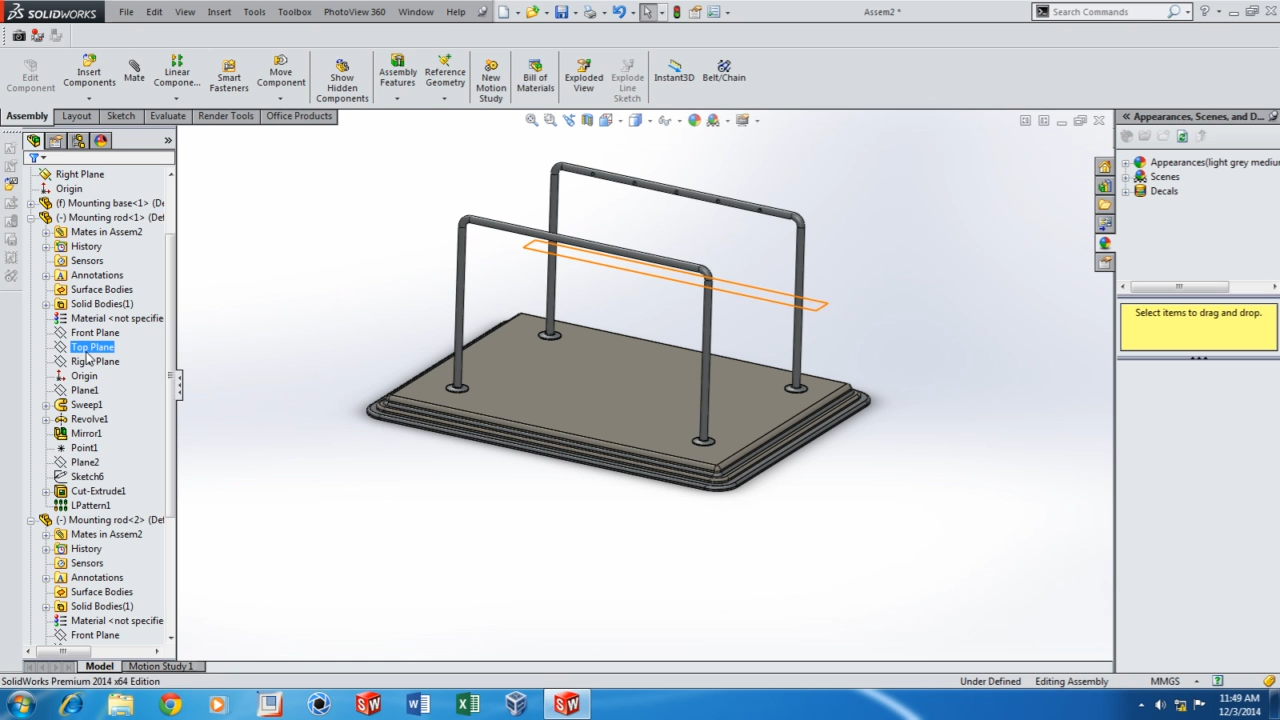 SOLIDWORKS File Edit View Insert Tools Toolbox PhotoView 360 Window Help Assem2 * Search Commands
Edit Component
Insert Components
Mate
Linear Compone...
Smart Fasteners
Move Component
Show Hidden Components
Assembly Features
Reference Geometry
New Motion Study
Bill of Materials
Exploded View
Explode Line Sketch
Instant3D
Belt/Chain
Assembly Layout Sketch Evaluate Render Tools Office Products
Right Plane
Origin
(f) Mounting base<1> (De
(-) Mounting rod<1> (Def
Mates in Assem2
History
Sensors
Annotations
Surface Bodies
Solid Bodies(1)
Material <not specifie
Front Plane
Top Plane
Right Plane
Origin
Plane1
Sweep1
Revolve1
Mirror1
Point1
Plane2
Sketch6
Cut-Extrude1
LPattern1
(-) Mounting rod<2> (Def
Mates in Assem2
History
Sensors
Annotations
Surface Bodies
Solid Bodies(1)
Material <not specifie
Front Plane
Appearances, Scenes, and D...
Appearances(light grey mediu
Scenes
Decals
Select items to drag and drop.
Model Motion Study 1
SolidWorks Premium 2014 x64 Edition Under Defined Editing Assembly MMGS
11:49 AM
12/3/2014